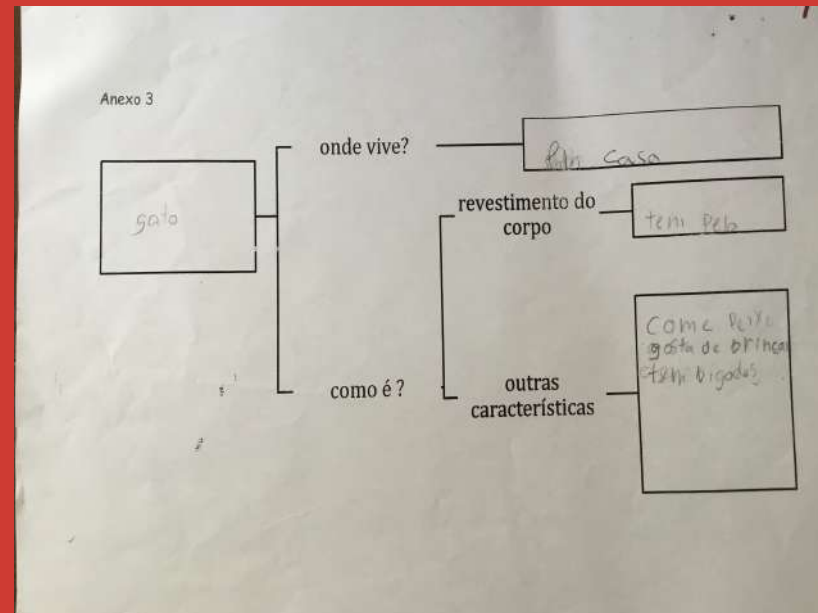 Anexo 3
onde vive?
casa
gato
revestimento do
corpo
tem pelo
come peixe
gosta de brincar
tem bigodes
como é ?
outras
características